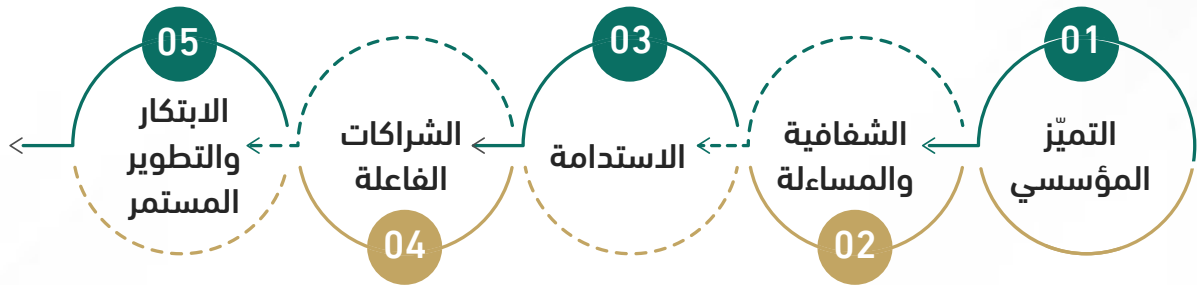 01
التميّز
المؤسسي
الشفافية
والمساءلة
02
03
الاستدامة
الشراكات
الفاعلة
04
05
الابتكار
والتطوير
المستمر